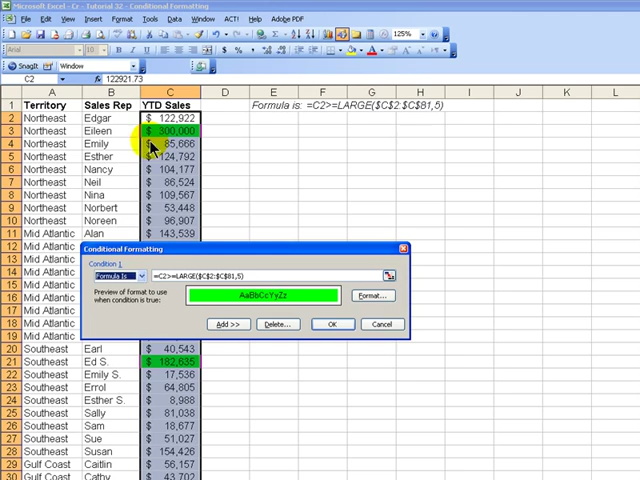 Microsoft Excel - Cr - Tutorial 32 - Conditional Formatting
File Edit View Insert Format Tools Data Window ACT! Help Adobe PDF
125%
Arial
SnagIt Window
C2 122921.73
A B C D E F G H I J K L
1 Territory Sales Rep YTD Sales Formula is: =C2>=LARGE($C$2:$C$81,5)
2 Northeast Edgar $ 122,922
3 Northeast Eileen $ 300,000
4 Northeast Emily $ 85,666
5 Northeast Esther $ 124,792
6 Northeast Nancy $ 104,177
7 Northeast Neil $ 86,524
8 Northeast Nina $ 109,567
9 Northeast Norbert $ 53,448
10 Northeast Noreen $ 96,907
11 Mid Atlantic Alan $ 143,539
12 Mid Atlantic
13 Mid Atlantic
14 Mid Atlantic
15 Mid Atlantic
16 Mid Atlantic
17 Mid Atlantic
18 Mid Atlantic
19 Mid Atlantic
Conditional Formatting
Condition 1
Formula Is =C2>=LARGE($C$2:$C$81,5)
Preview of format to use when condition is true:
AaBbCcYyZz
Format...
Add >> Delete... OK Cancel
20 Southeast Earl $ 40,543
21 Southeast Ed S. $ 182,635
22 Southeast Emily S. $ 17,536
23 Southeast Errol $ 64,805
24 Southeast Esther S. $ 8,988
25 Southeast Sally $ 81,038
26 Southeast Sam $ 18,677
27 Southeast Sue $ 51,027
28 Southeast Susan $ 154,426
29 Gulf Coast Caitlin $ 56,157
30 Gulf Coast Cathy $ 43,702